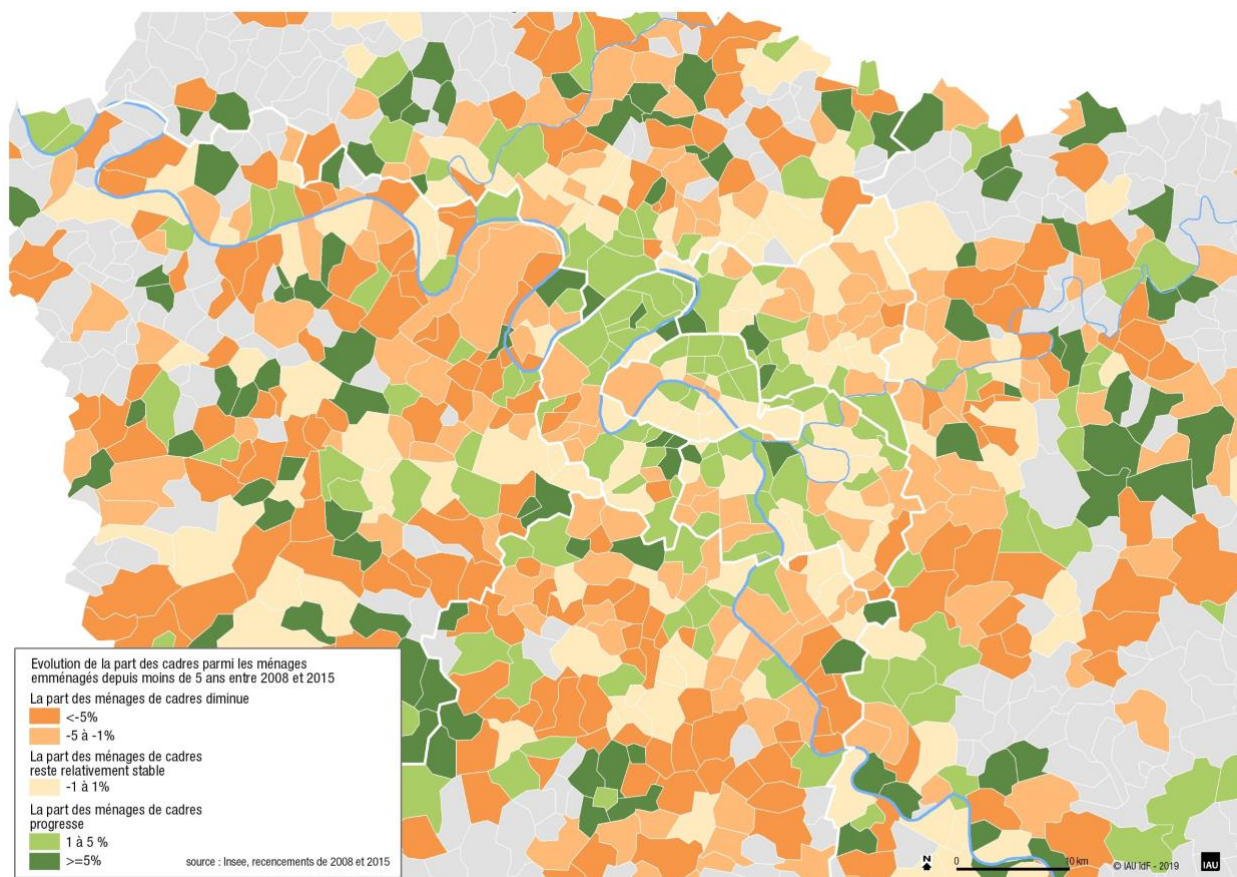 Evolution de la part des cadres parmi les ménages
emménagés depuis moins de 5 ans entre 2008 et 2015
La part des ménages de cadres diminue
<-5%
-5 à -1%
La part des ménages de cadres
reste relativement stable
-1 à 1%
La part des ménages de cadres
progresse
1 à 5 %
>=5%
source : Insee, recencements de 2008 et 2015
N
0 10 km
© IAU îdF - 2019
IAU